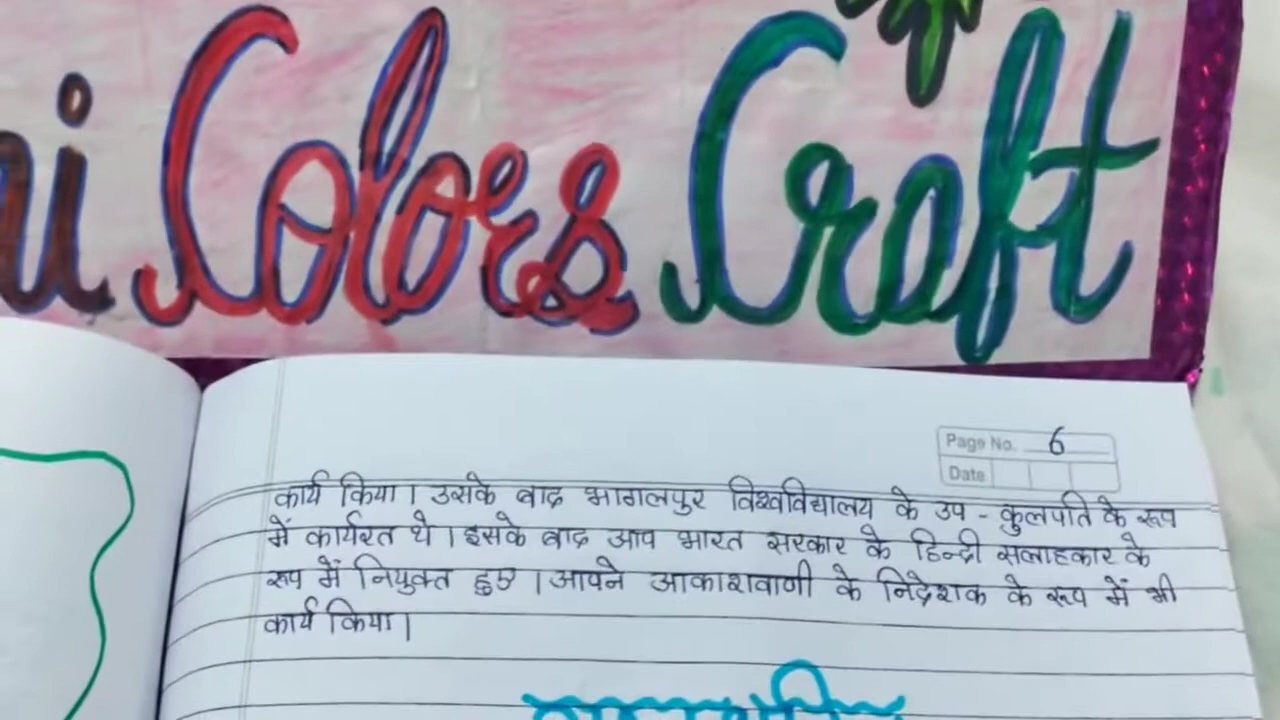 Colors Craft
Page No. 6
Date
कार्य किया। उसके बाद भागलपुर विश्वविद्यालय के उप - कुलपति के रूप
में कार्यरत थे। इसके बाद आप भारत सरकार के हिन्दी सलाहकार के
रूप में नियुक्त हुए। आपने आकाशवाणी के निदेशक के रूप में भी
कार्य किया।